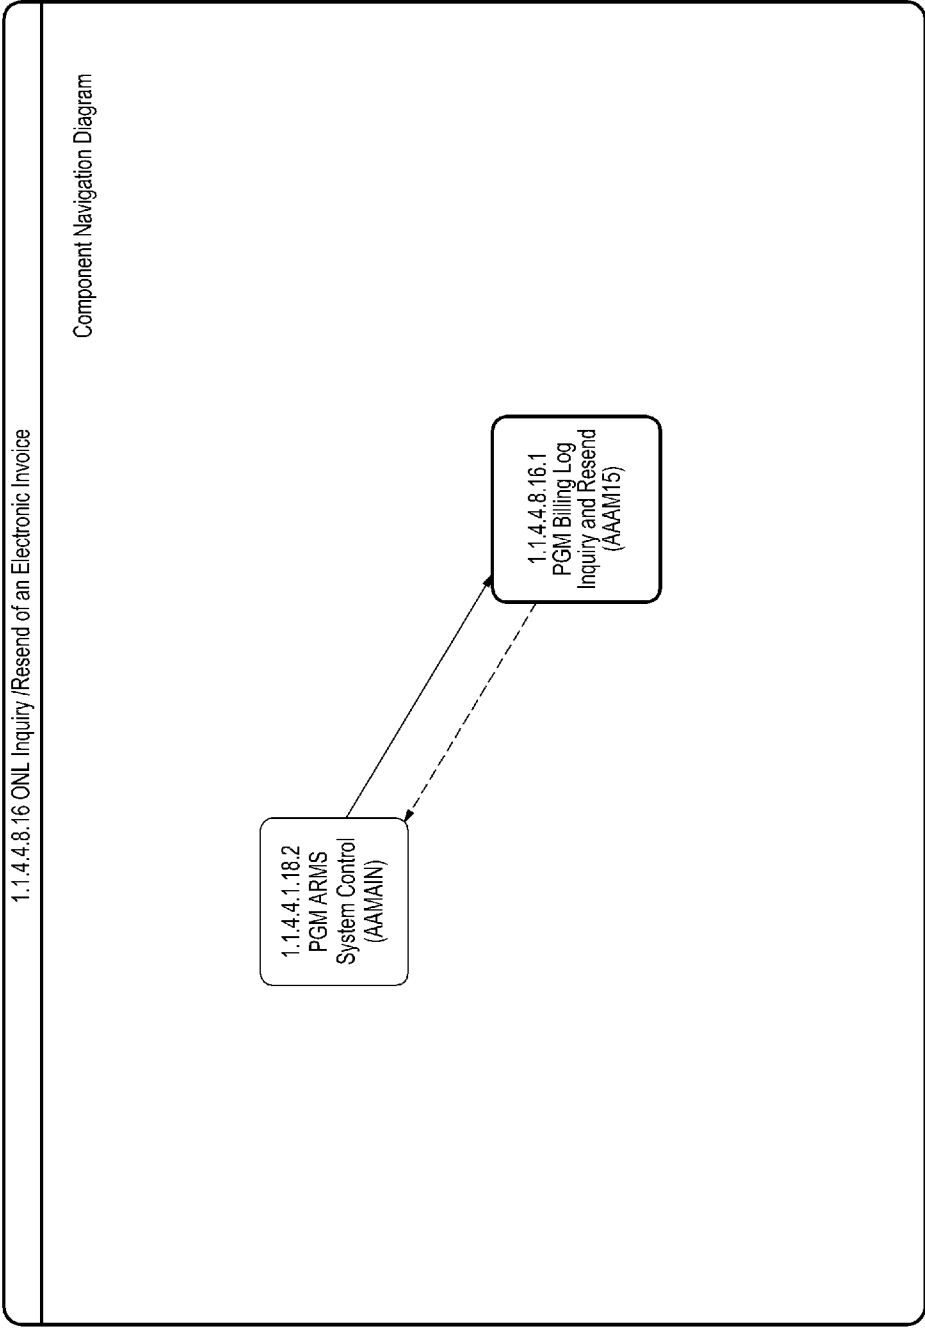 1.1.4.4.8.16 ONL Inquiry /Resend of an Electronic Invoice
Component Navigation Diagram
1.1.4.4.1.18.2
PGM ARMS
System Control
(AAMAIN)
1.1.4.4.8.16.1
PGM Billing Log
Inquiry and Resend
(AAAM15)